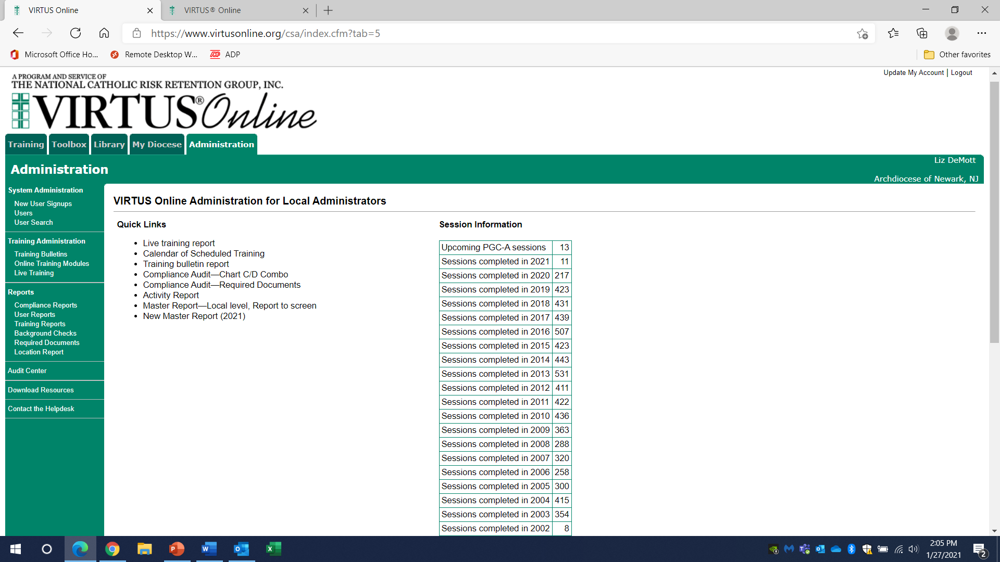 VIRTUS Online
VIRTUS® Online
https://www.virtusonline.org/csa/index.cfm?tab=5
Microsoft Office Ho...
Remote Desktop W...
ADP
Other favorites
Update My Account | Logout
A PROGRAM AND SERVICE OF
THE NATIONAL CATHOLIC RISK RETENTION GROUP, INC.
VIRTUS® Online
Training
Toolbox
Library
My Diocese
Administration
Liz DeMott
Administration
Archdiocese of Newark, NJ
System Administration
New User Signups
Users
User Search
Training Administration
Training Bulletins
Online Training Modules
Live Training
Reports
Compliance Reports
User Reports
Training Reports
Background Checks
Required Documents
Location Report
Audit Center
Download Resources
Contact the Helpdesk
VIRTUS Online Administration for Local Administrators
Quick Links
• Live training report
• Calendar of Scheduled Training
• Training bulletin report
• Compliance Audit—Chart C/D Combo
• Compliance Audit—Required Documents
• Activity Report
• Master Report—Local level, Report to screen
• New Master Report (2021)
Session Information
Upcoming PGC-A sessions 13
Sessions completed in 2021 11
Sessions completed in 2020 217
Sessions completed in 2019 423
Sessions completed in 2018 431
Sessions completed in 2017 439
Sessions completed in 2016 507
Sessions completed in 2015 423
Sessions completed in 2014 443
Sessions completed in 2013 531
Sessions completed in 2012 411
Sessions completed in 2011 422
Sessions completed in 2010 436
Sessions completed in 2009 363
Sessions completed in 2008 288
Sessions completed in 2007 320
Sessions completed in 2006 258
Sessions completed in 2005 300
Sessions completed in 2004 415
Sessions completed in 2003 354
Sessions completed in 2002 8
2:05 PM
1/27/2021
2